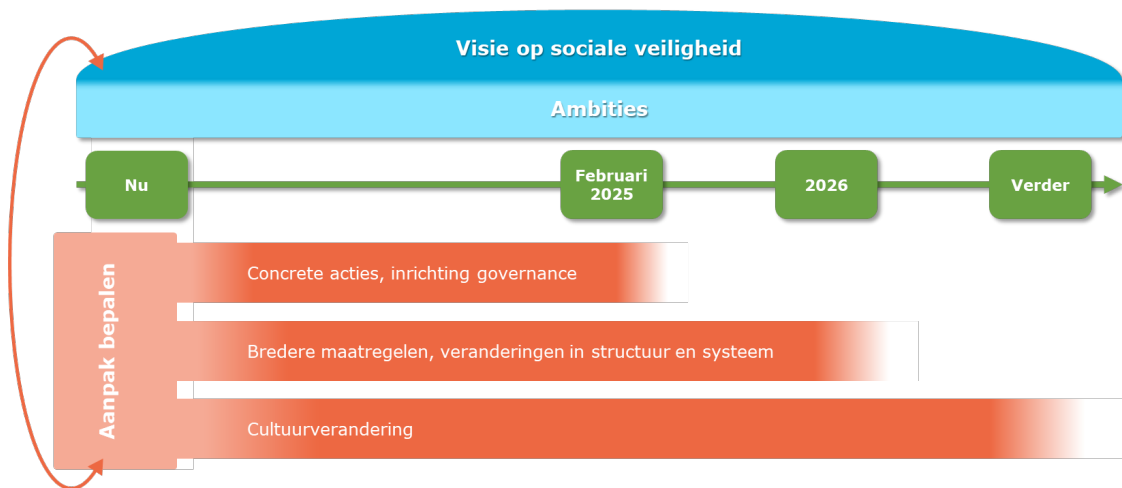 Visie op sociale veiligheid
Ambities
Nu
Februari
2025
2026
Verder
Aanpak bepalen
Concrete acties, inrichting governance
Bredere maatregelen, veranderingen in structuur en systeem
Cultuurverandering